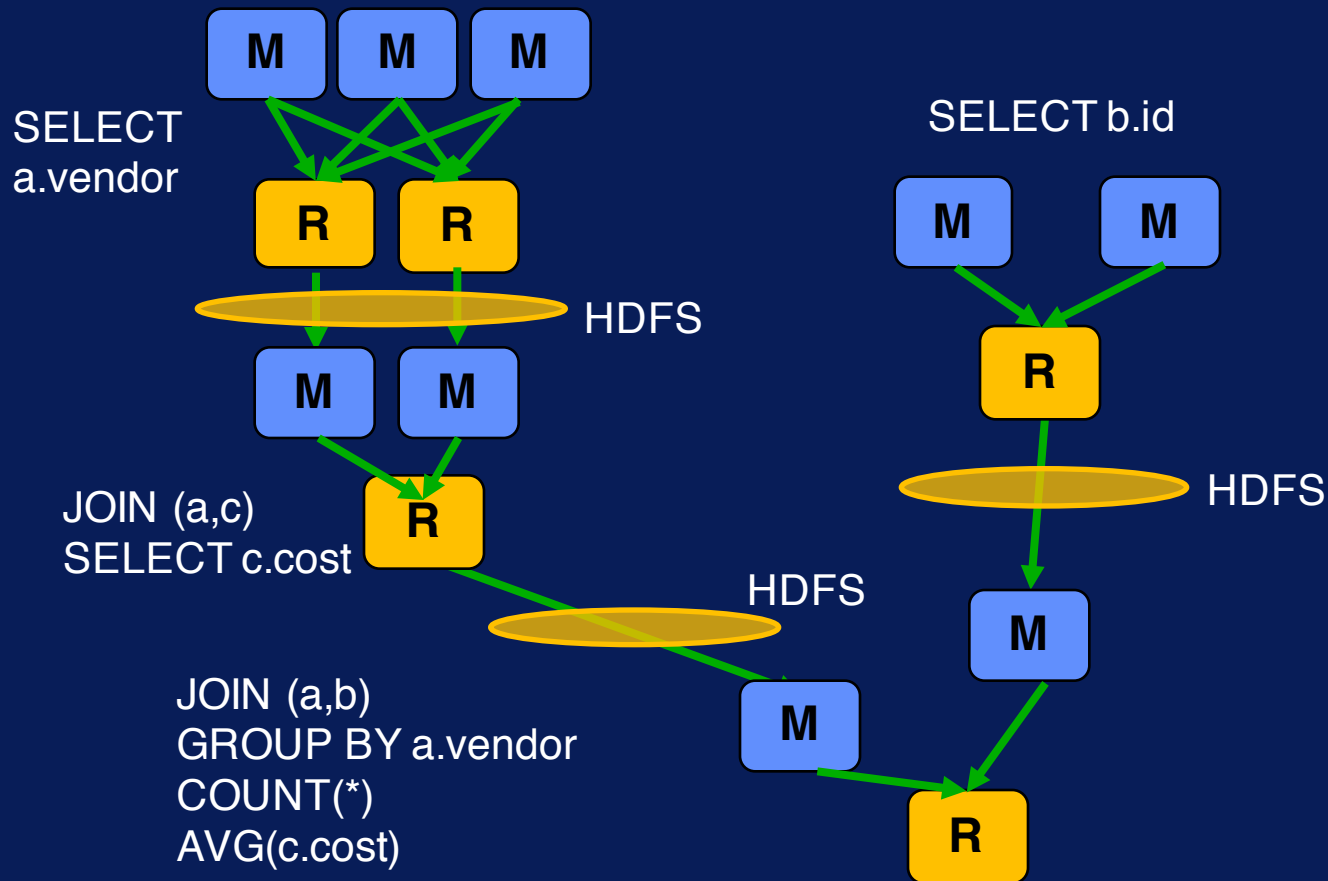 M M M
SELECT
a.vendor
SELECT b.id
R R
M M
HDFS
R
M M
HDFS
JOIN (a,c)
SELECT c.cost
R
HDFS
M
JOIN (a,b)
GROUP BY a.vendor
COUNT(*)
AVG(c.cost)
M
R